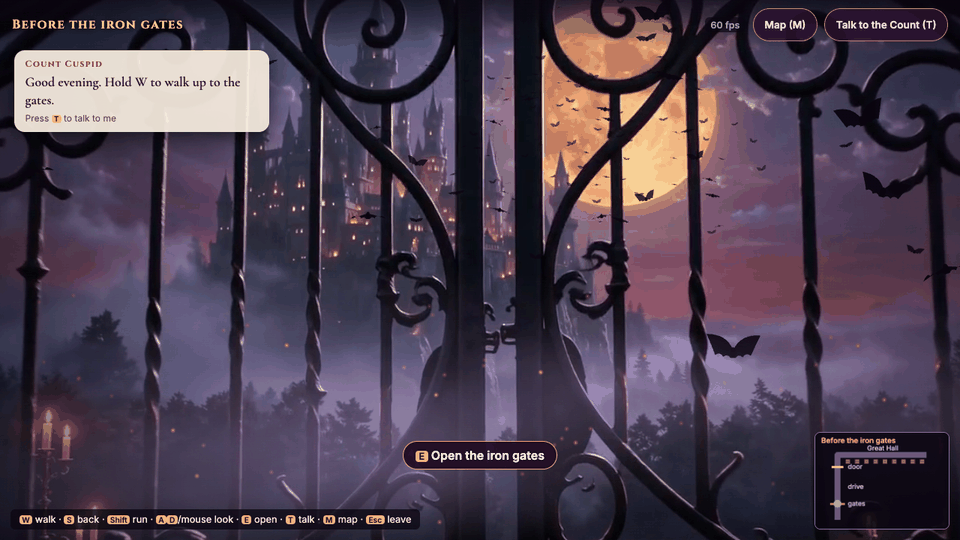 Before the iron gates
60 fps
Map (M)
Talk to the Count (T)
Count Cuspid
Good evening. Hold W to walk up to the
gates.
Press T to talk to me
E Open the iron gates
Before the iron gates
Great Hall
door
drive
gates
W walk · S back · Shift run · A D/mouse look · E open · T talk · M map · Esc leave